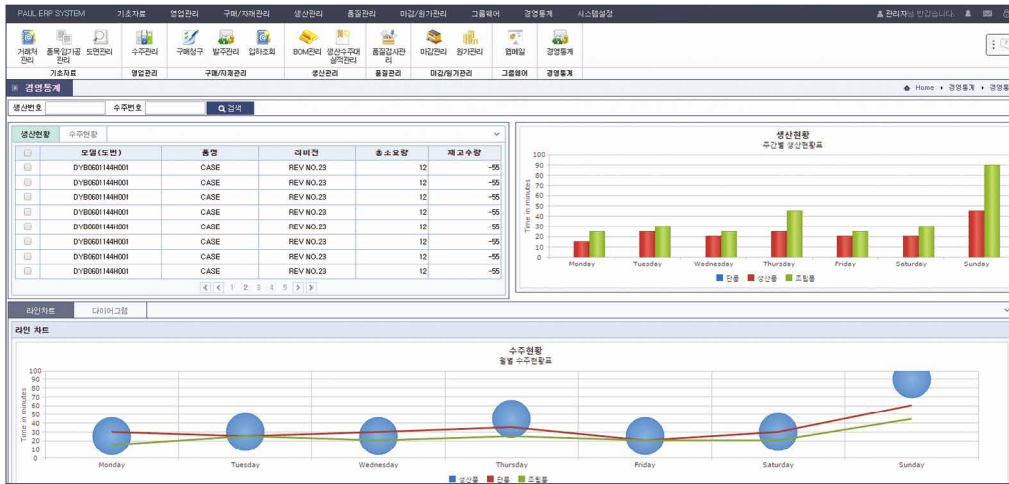 PAUL ERP SYSTEM 기초자료 영업관리 구매/자재관리 생산관리 품질관리 마감/원가관리 그룹웨어 경영통계 시스템설정 관리자님 반갑습니다.
거래처관리 품목임가공관리 도면관리 수주관리 구매청구 발주관리 입하조회 BOM관리 생산수주대실적관리 품질검사관리 마감관리 원가관리 웹메일 경영통계
기초자료 영업관리 구매/자재관리 생산관리 품질관리 마감/원가관리 그룹웨어 경영통계
경영통계 Home 경영통계
생산번호 수주번호 검색
생산현황 수주현황
모델(도번) 품명 리비전 총소요량 재고수량
DYB0601144H001 CASE REV NO.23 12 -55
DYB0601144H001 CASE REV NO.23 12 -55
DYB0601144H001 CASE REV NO.23 12 -55
DYB0601144H001 CASE REV NO.23 12 -55
DYB0601144H001 CASE REV NO.23 12 -55
DYB0601144H001 CASE REV NO.23 12 -55
DYB0601144H001 CASE REV NO.23 12 -55
DYB0601144H001 CASE REV NO.23 12 -55
1 2 3 4 5
생산현황
주간별 생산현황표
Time in minutes
100
90
80
70
60
50
40
30
20
10
0
Monday Tuesday Wednesday Thursday Friday Saturday Sunday
단품 생산품 조립품
라인차트 다이어그램
라인 차트
수주현황
월별 수주현황표
Time in minutes
100
90
80
70
60
50
40
30
20
10
0
Monday Tuesday Wednesday Thursday Friday Saturday Sunday
생산품 단품 조립품